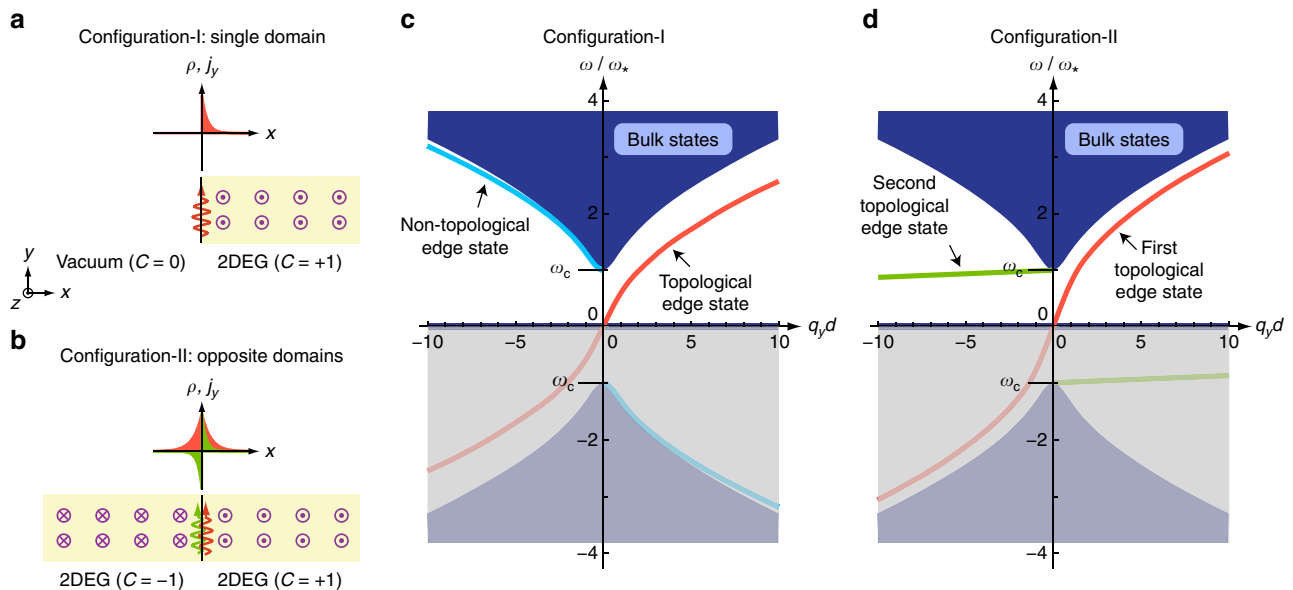 a
Configuration-I: single domain
ρ, j_y
x
Vacuum (C = 0)
2DEG (C = +1)
y
z
x
b
Configuration-II: opposite domains
ρ, j_y
x
2DEG (C = −1)
2DEG (C = +1)
c
Configuration-I
ω / ω⋆
4
Bulk states
Non-topological
edge state
2
ω_c
Topological
edge state
0
−10
−5
0
5
10
q_y d
ω_c
−2
−4
d
Configuration-II
ω / ω⋆
4
Bulk states
Second
topological
edge state
2
ω_c
First
topological
edge state
0
−10
−5
0
5
10
q_y d
ω_c
−2
−4